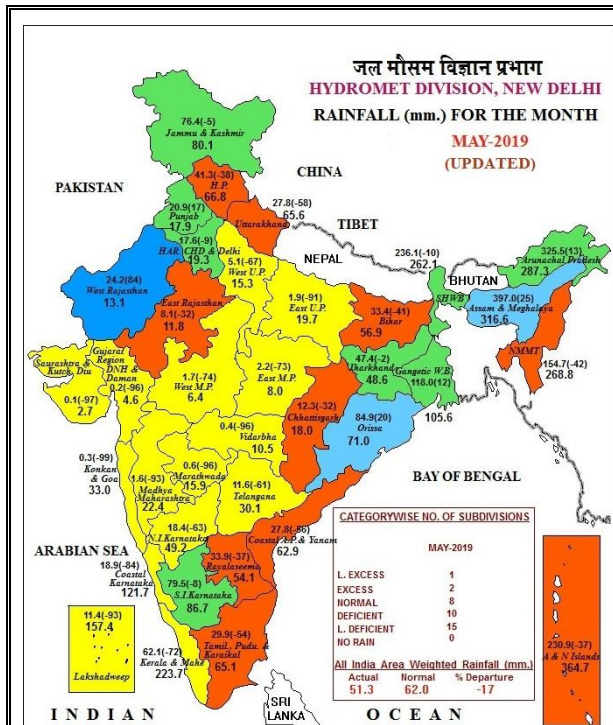 जल मौसम विज्ञान प्रभाग
HYDROMET DIVISION, NEW DELHI
RAINFALL (mm.) FOR THE MONTH
MAY-2019
(UPDATED)
76.4(-5)
Jammu & Kashmir
80.1
CHINA
PAKISTAN
41.3(-38)
H.P.
66.8
27.8(-58)
65.6
Uttarakhand
TIBET
20.9(17)
Punjab
17.9
17.6(-9)
HAR. CHD & Delhi
19.3
5.1(-67)
West U.P.
15.3
NEPAL
236.1(-10)
262.1
BHUTAN
325.5(13)
Arunachal Pradesh
287.3
24.2(84)
West Rajasthan
13.1
East Rajasthan
8.1(-32)
11.8
1.9(-91)
East U.P.
19.7
33.4(-41)
Bihar
56.9
SHWB
397.0(25)
Assam & Meghalaya
316.6
NMMT
154.7(-42)
268.8
Saurashtra &
Kutch, Diu
0.1(-97)
2.7
Gujarat
Region
DNH &
Daman
0.2(-96)
4.6
1.7(-74)
West M.P.
6.4
2.2(-73)
East M.P.
8.0
47.4(-2)
Jharkhand
48.6
Gangetic W.B.
118.0(12)
105.6
12.3(-32)
Chhattisgarh
18.0
84.9(20)
Orissa
71.0
0.4(-96)
Vidarbha
10.5
0.3(-99)
Konkan
& Goa
33.0
1.6(-93)
Madhya
Maharashtra
22.4
0.6(-96)
Marathwada
15.9
11.6(-61)
Telangana
30.1
BAY OF BENGAL
ARABIAN SEA
18.4(-63)
N.I.Karnataka
49.2
27.8(-56)
Coastal A.P. & Yanam
62.9
33.9(-37)
Rayalaseema
54.1
18.9(-84)
Coastal
Karnataka
121.7
79.5(-8)
S.I.Karnataka
86.7
11.4(-93)
157.4
Lakshadweep
62.1(-72)
Kerala & Mahe
223.7
29.9(-54)
Tamil, Pudu. &
Karaikal
65.1
CATEGORYWISE NO. OF SUBDIVISIONS
MAY-2019
L. EXCESS 1
EXCESS 2
NORMAL 8
DEFICIENT 10
L. DEFICIENT 15
NO RAIN 0
All India Area Weighted Rainfall (mm.)
Actual Normal % Departure
51.3 62.0 -17
230.9(-37)
A & N Islands
364.7
SRI
LANKA
INDIAN OCEAN